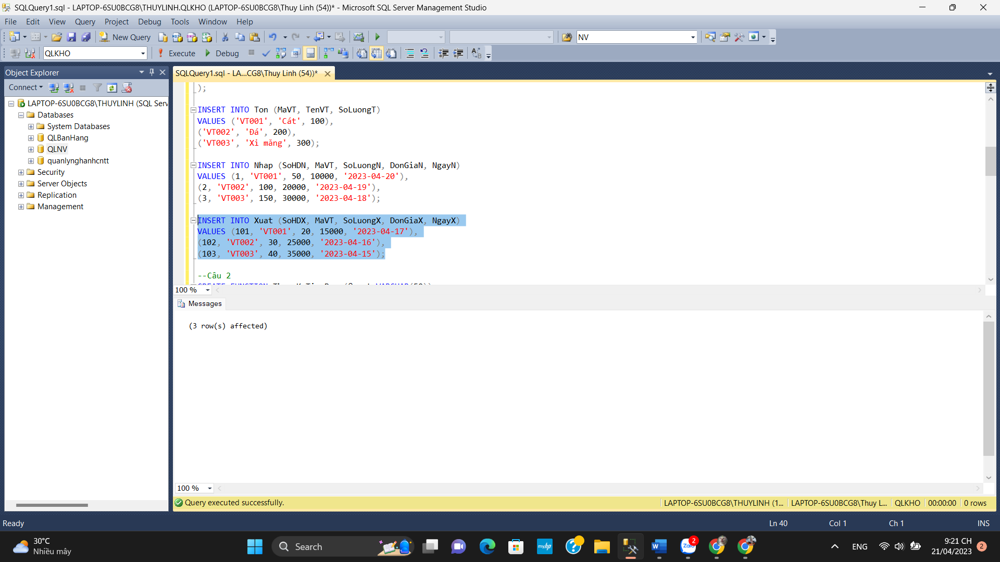 SQLQuery1.sql - LAPTOP-6SU0BCG8\THUYLINH.QLKHO (LAPTOP-6SU0BCG8\Thuy Linh (54))* - Microsoft SQL Server Management Studio
File Edit View Query Project Debug Tools Window Help
New Query NV
QLKHO Execute Debug
Object Explorer
Connect
LAPTOP-6SU0BCG8\THUYLINH (SQL Serv
Databases
System Databases
QLBanHang
QLNV
quanlynghanhcntt
Security
Server Objects
Replication
Management
SQLQuery1.sql - LA...CG8\Thuy Linh (54))*
);
INSERT INTO Ton (MaVT, TenVT, SoLuongT)
VALUES ('VT001', 'Cát', 100),
('VT002', 'Đá', 200),
('VT003', 'Xi măng', 300);
INSERT INTO Nhap (SoHDN, MaVT, SoLuongN, DonGiaN, NgayN)
VALUES (1, 'VT001', 50, 10000, '2023-04-20'),
(2, 'VT002', 100, 20000, '2023-04-19'),
(3, 'VT003', 150, 30000, '2023-04-18');
INSERT INTO Xuat (SoHDX, MaVT, SoLuongX, DonGiaX, NgayX)
VALUES (101, 'VT001', 20, 15000, '2023-04-17'),
(102, 'VT002', 30, 25000, '2023-04-16'),
(103, 'VT003', 40, 35000, '2023-04-15');
--Câu 2
100 %
Messages
(3 row(s) affected)
100 %
Query executed successfully. LAPTOP-6SU0BCG8\THUYLINH (1... LAPTOP-6SU0BCG8\Thuy L... QLKHO 00:00:00 0 rows
Ready Ln 40 Col 1 Ch 1 INS
30°C
Nhiều mây
Search
myhp
Zalo
2
ENG
9:21 CH
21/04/2023
2